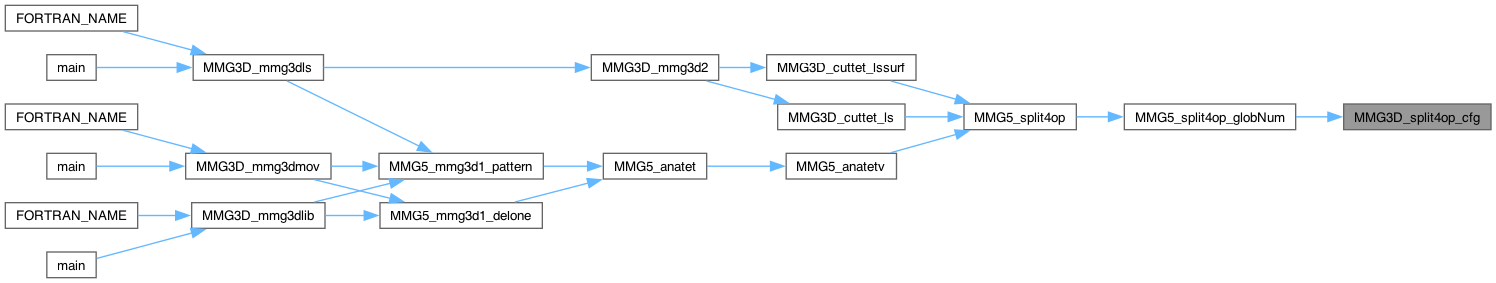 FORTRAN_NAME
main
MMG3D_mmg3dls
MMG3D_mmg3d2
MMG3D_cuttet_lssurf
FORTRAN_NAME
MMG3D_cuttet_ls
MMG5_split4op
MMG5_split4op_globNum
MMG3D_split4op_cfg
main
MMG3D_mmg3dmov
MMG5_mmg3d1_pattern
MMG5_anatet
MMG5_anatetv
FORTRAN_NAME
MMG3D_mmg3dlib
MMG5_mmg3d1_delone
main